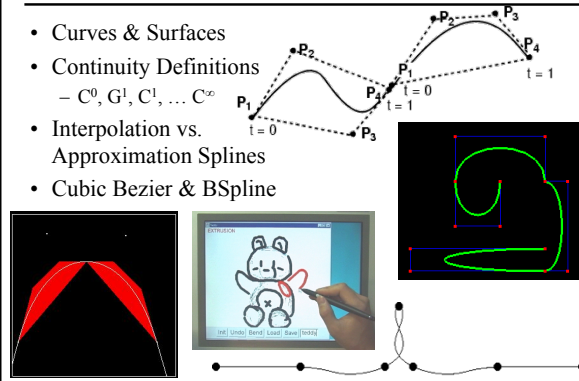 • Curves & Surfaces
• Continuity Definitions
– C⁰, G¹, C¹, … C^∞
• Interpolation vs.
Approximation Splines
• Cubic Bezier & BSpline
P₁
t = 0
P₂
P₃
P₄
t = 1
P₁
t = 0
P₂
P₃
P₄
t = 1
EXTRUSION
Init Undo Bend Load Save teddy